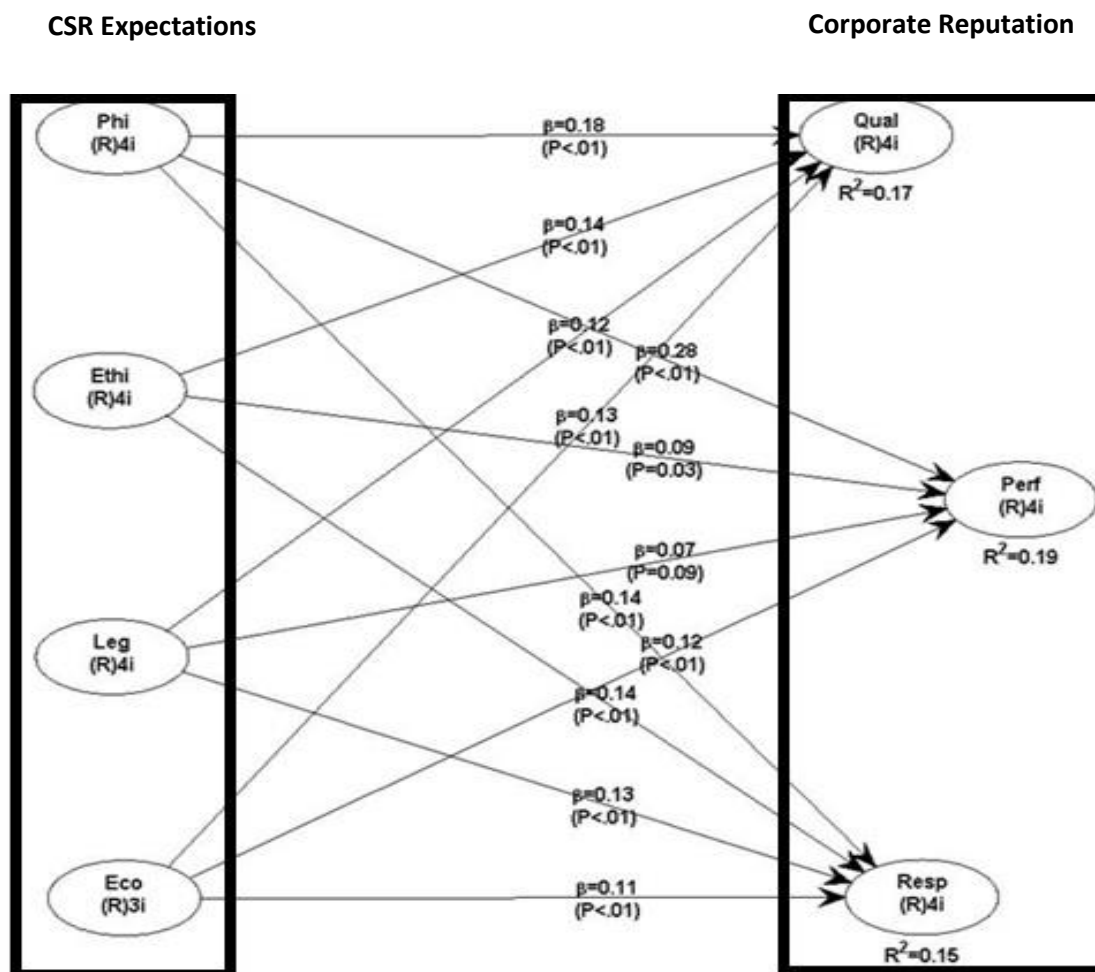 CSR Expectations
Corporate Reputation
Phi
(R)4i
β=0.18
(P<.01)
Qual
(R)4i
R²=0.17
β=0.14
(P<.01)
β=0.12
(P<.01)
β=0.28
(P<.01)
Ethi
(R)4i
β=0.13
(P<.01)
β=0.09
(P=0.03)
Perf
(R)4i
R²=0.19
β=0.07
(P=0.09)
β=0.14
(P<.01)
Leg
(R)4i
β=0.12
(P<.01)
β=0.14
(P<.01)
β=0.13
(P<.01)
Eco
(R)3i
β=0.11
(P<.01)
Resp
(R)4i
R²=0.15